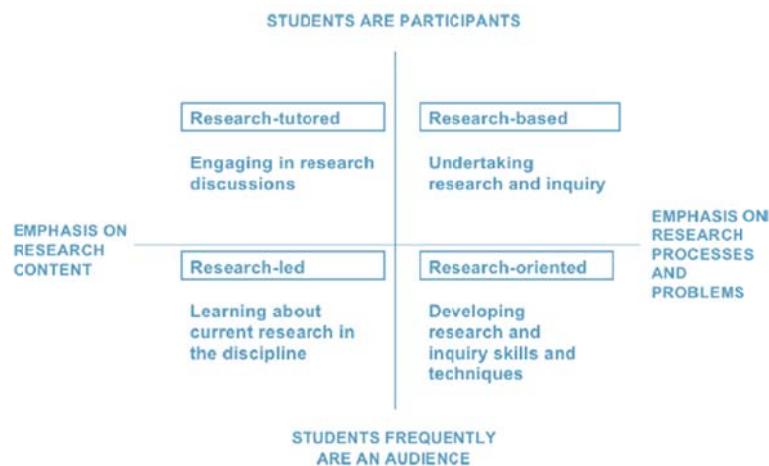 STUDENTS ARE PARTICIPANTS
Research-tutored
Engaging in research
discussions
Research-based
Undertaking
research and inquiry
EMPHASIS ON
RESEARCH
CONTENT
EMPHASIS ON
RESEARCH
PROCESSES
AND
PROBLEMS
Research-led
Learning about
current research in
the discipline
Research-oriented
Developing
research and
inquiry skills and
techniques
STUDENTS FREQUENTLY
ARE AN AUDIENCE